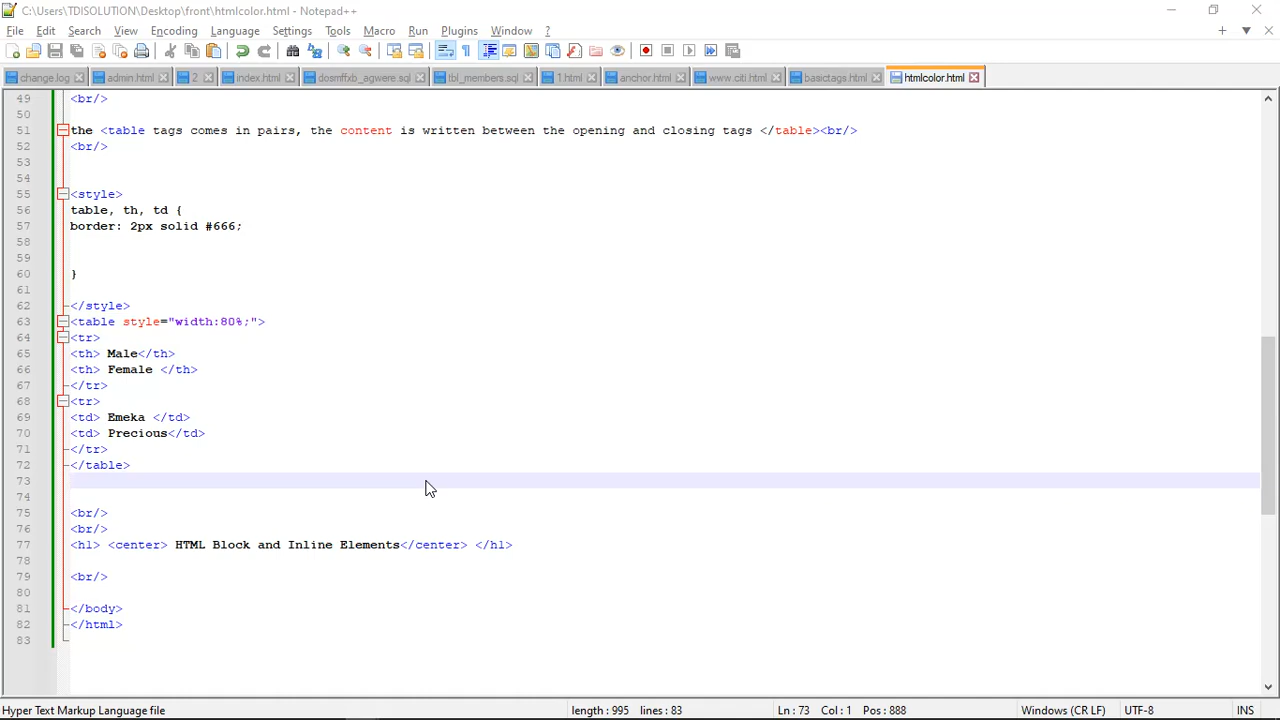 C:\Users\TDISOLUTION\Desktop\front\htmlcolor.html - Notepad++
File Edit Search View Encoding Language Settings Tools Macro Run Plugins Window ?
change.log admin.html 2 index.html dosmffxb_agwere.sql tbl_members.sql 1.html anchor.html www.citi.html basictags.html htmlcolor.html
49 <br/>
50
51 the <table tags comes in pairs, the content is written between the opening and closing tags </table><br/>
52 <br/>
53
54
55 <style>
56 table, th, td {
57 border: 2px solid #666;
58
59
60 }
61
62 </style>
63 <table style="width:80%;">
64 <tr>
65 <th> Male</th>
66 <th> Female </th>
67 </tr>
68 <tr>
69 <td> Emeka </td>
70 <td> Precious</td>
71 </tr>
72 </table>
73
74
75 <br/>
76 <br/>
77 <h1> <center> HTML Block and Inline Elements</center> </h1>
78
79 <br/>
80
81 </body>
82 </html>
83
Hyper Text Markup Language file length : 995 lines : 83 Ln : 73 Col : 1 Pos : 888 Windows (CR LF) UTF-8 INS